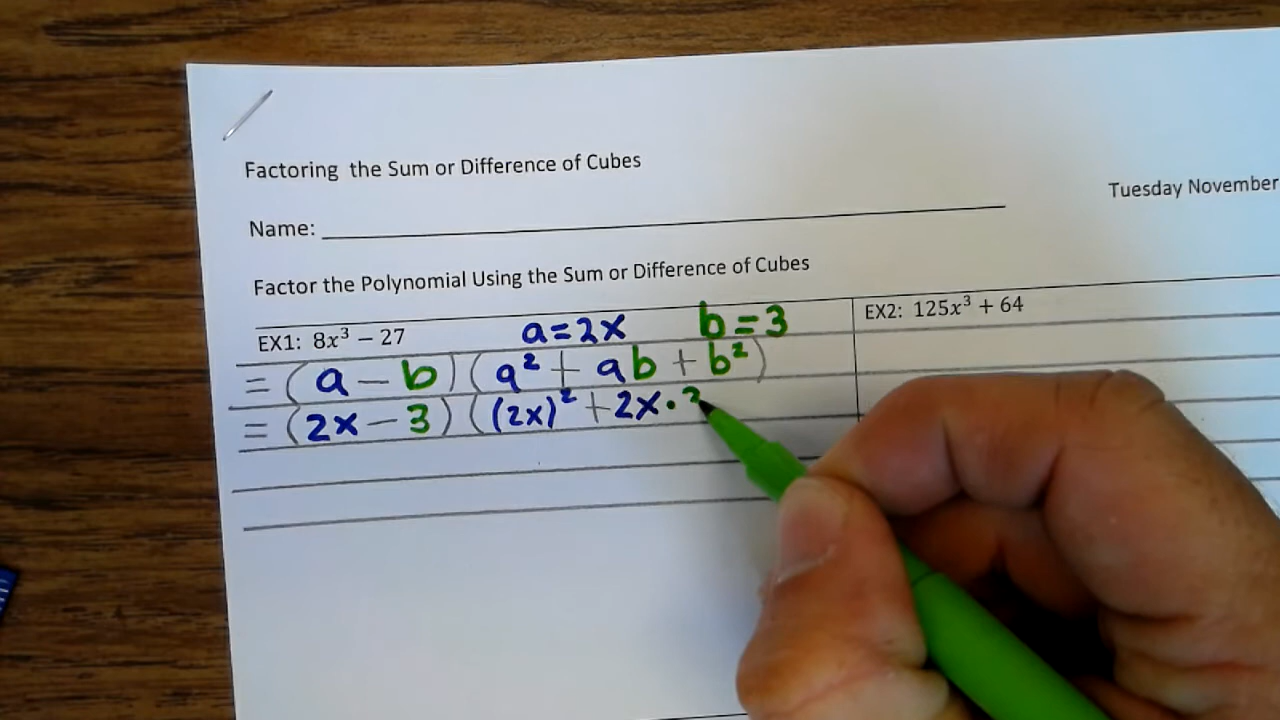 Factoring the Sum or Difference of Cubes
Tuesday November
Name:
Factor the Polynomial Using the Sum or Difference of Cubes
EX1: 8x³ − 27 a=2x b=3
EX2: 125x³ + 64
= (a − b)(a² + ab + b²)
= (2x − 3)((2x)² + 2x ·